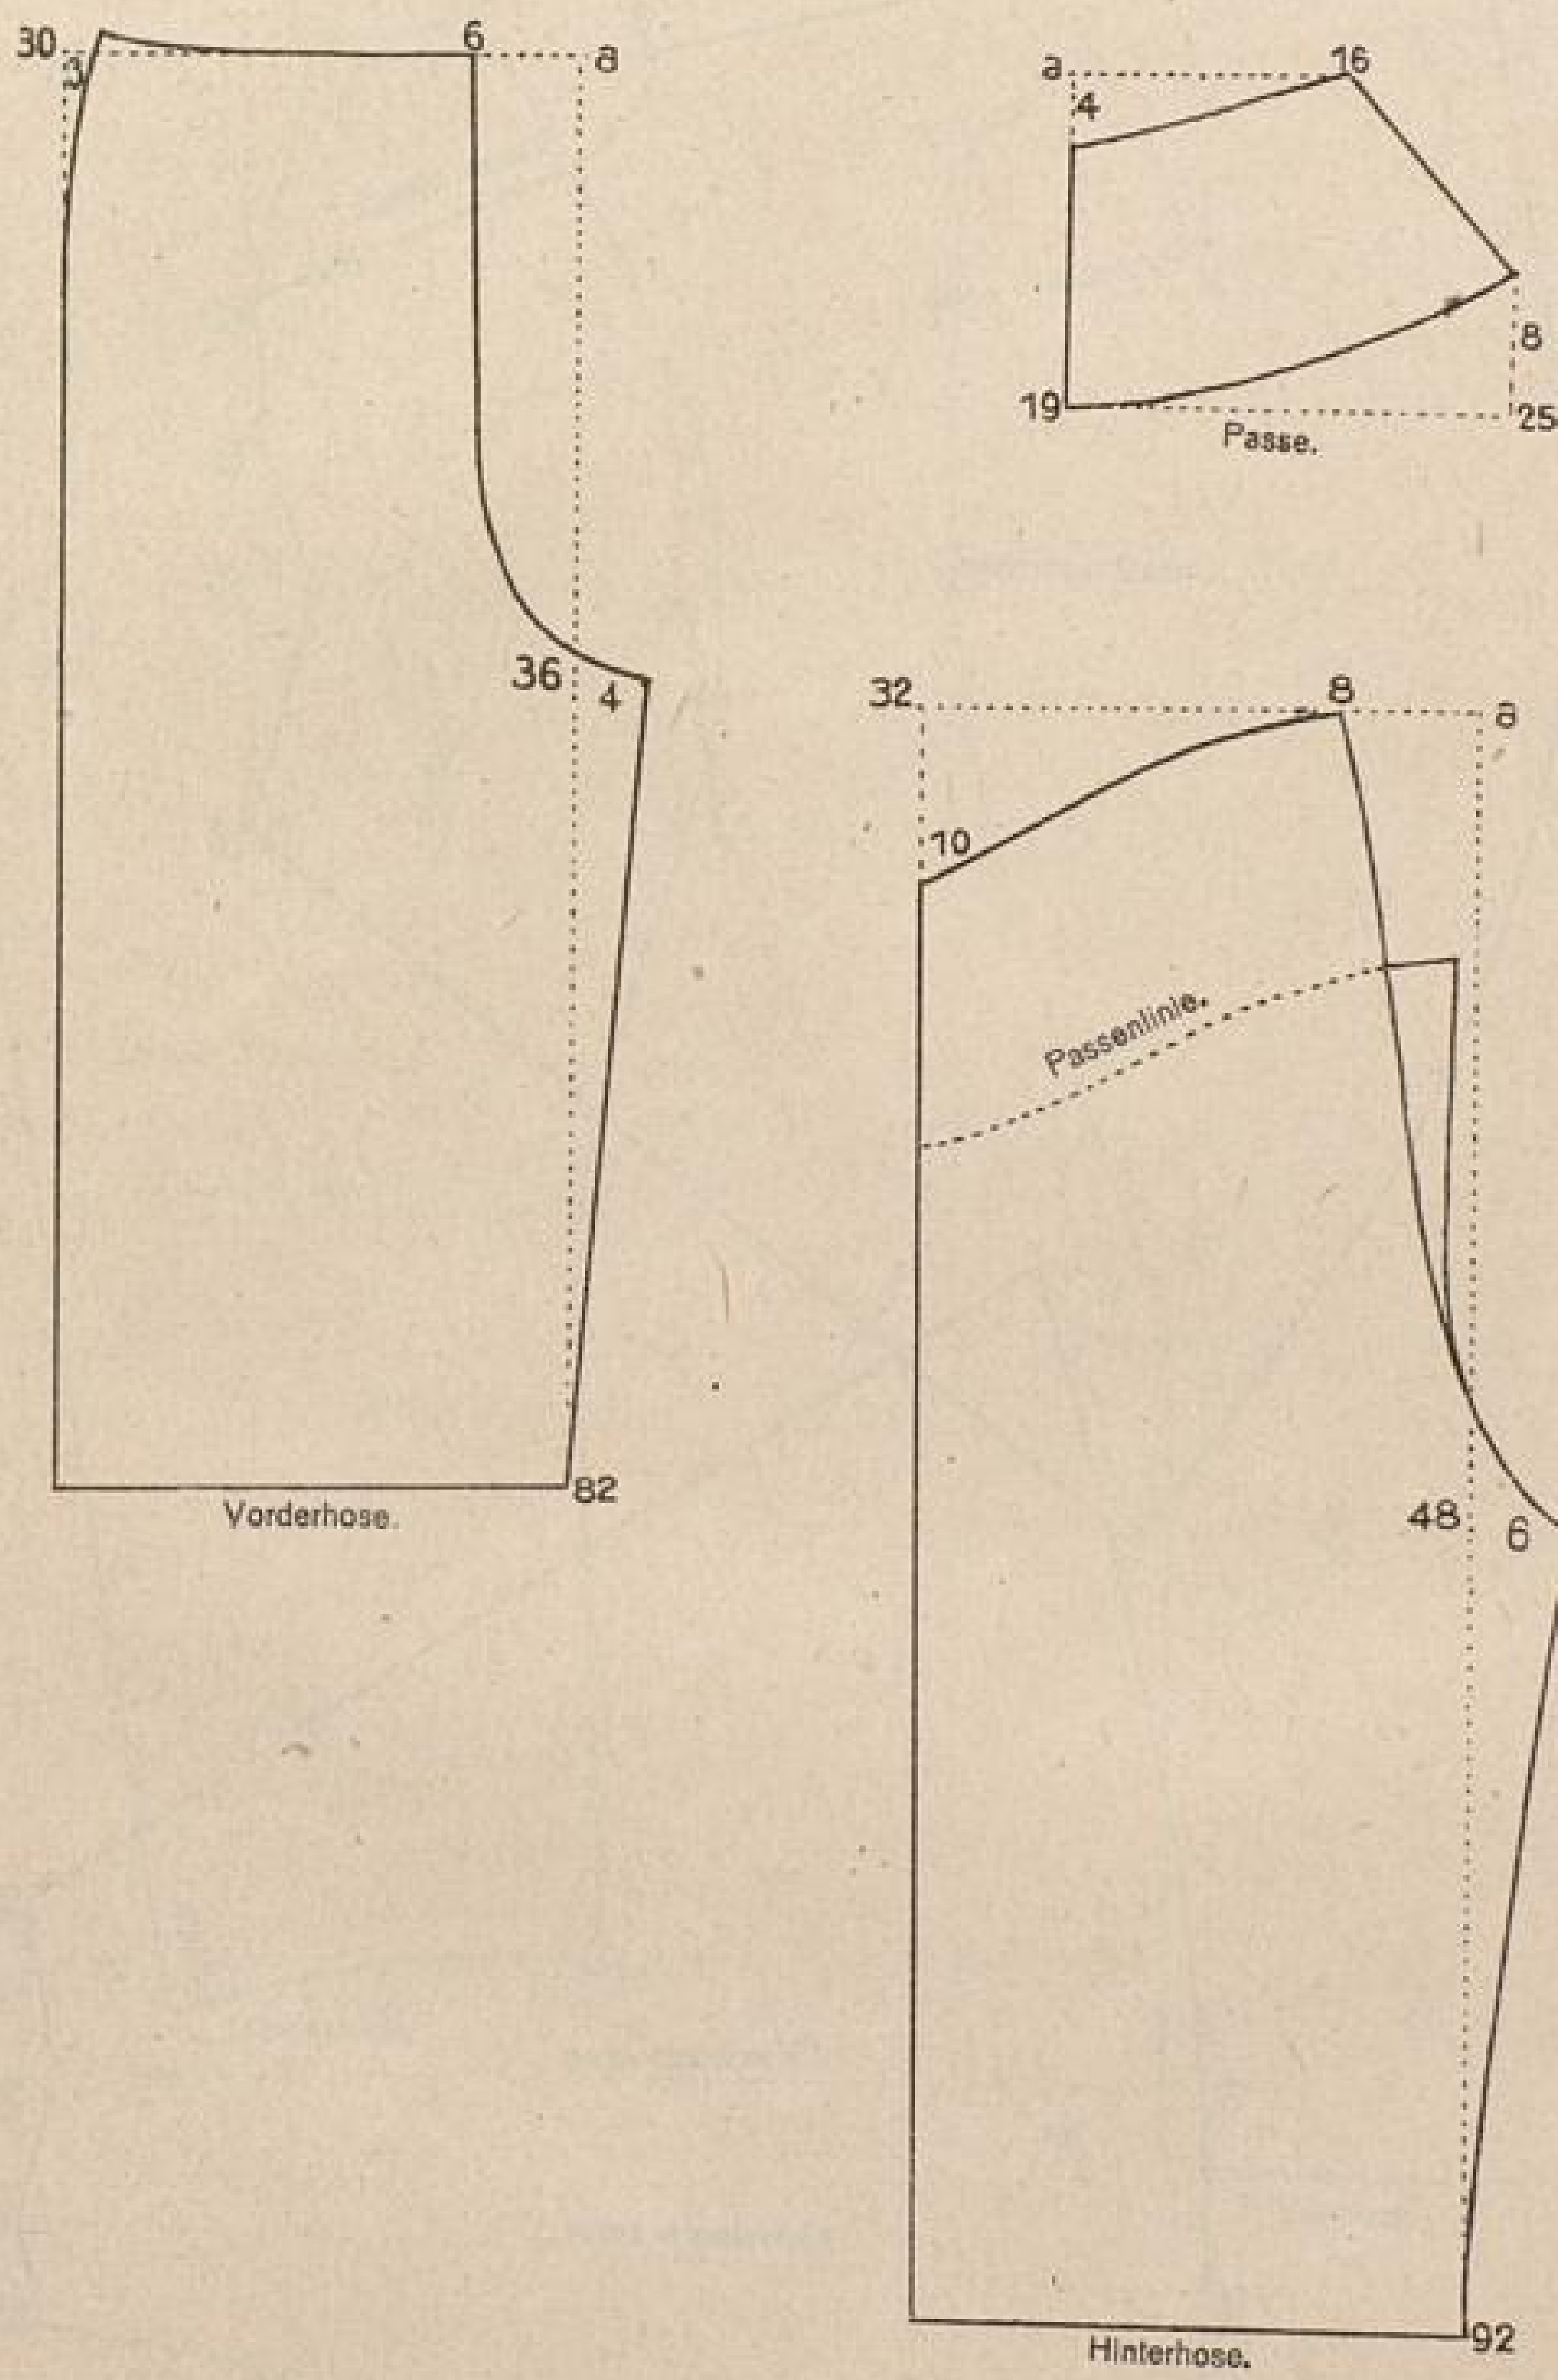 30
6
a
3
36
4
82
Vorderhose.
a
16
4
8
19
25
Passe.
32
8
a
10
Passenlinie.
48
6
92
Hinterhose.